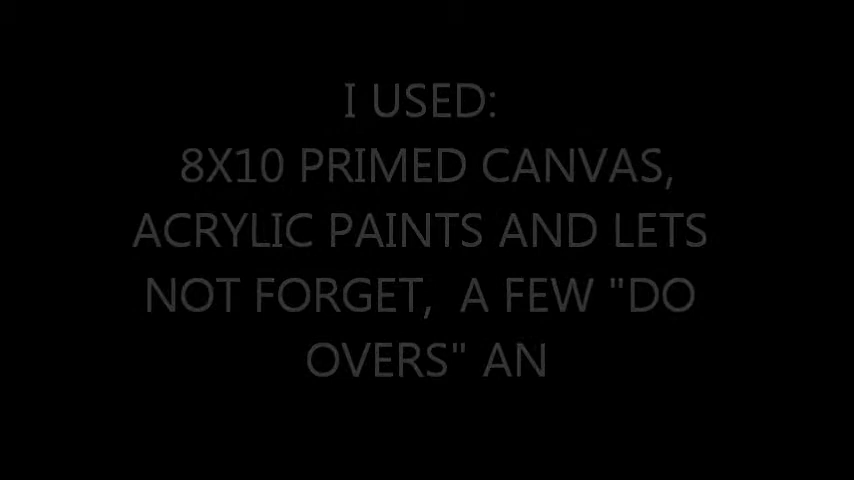 I USED:
8X10 PRIMED CANVAS,
ACRYLIC PAINTS AND LETS
NOT FORGET,  A FEW "DO
OVERS" AN